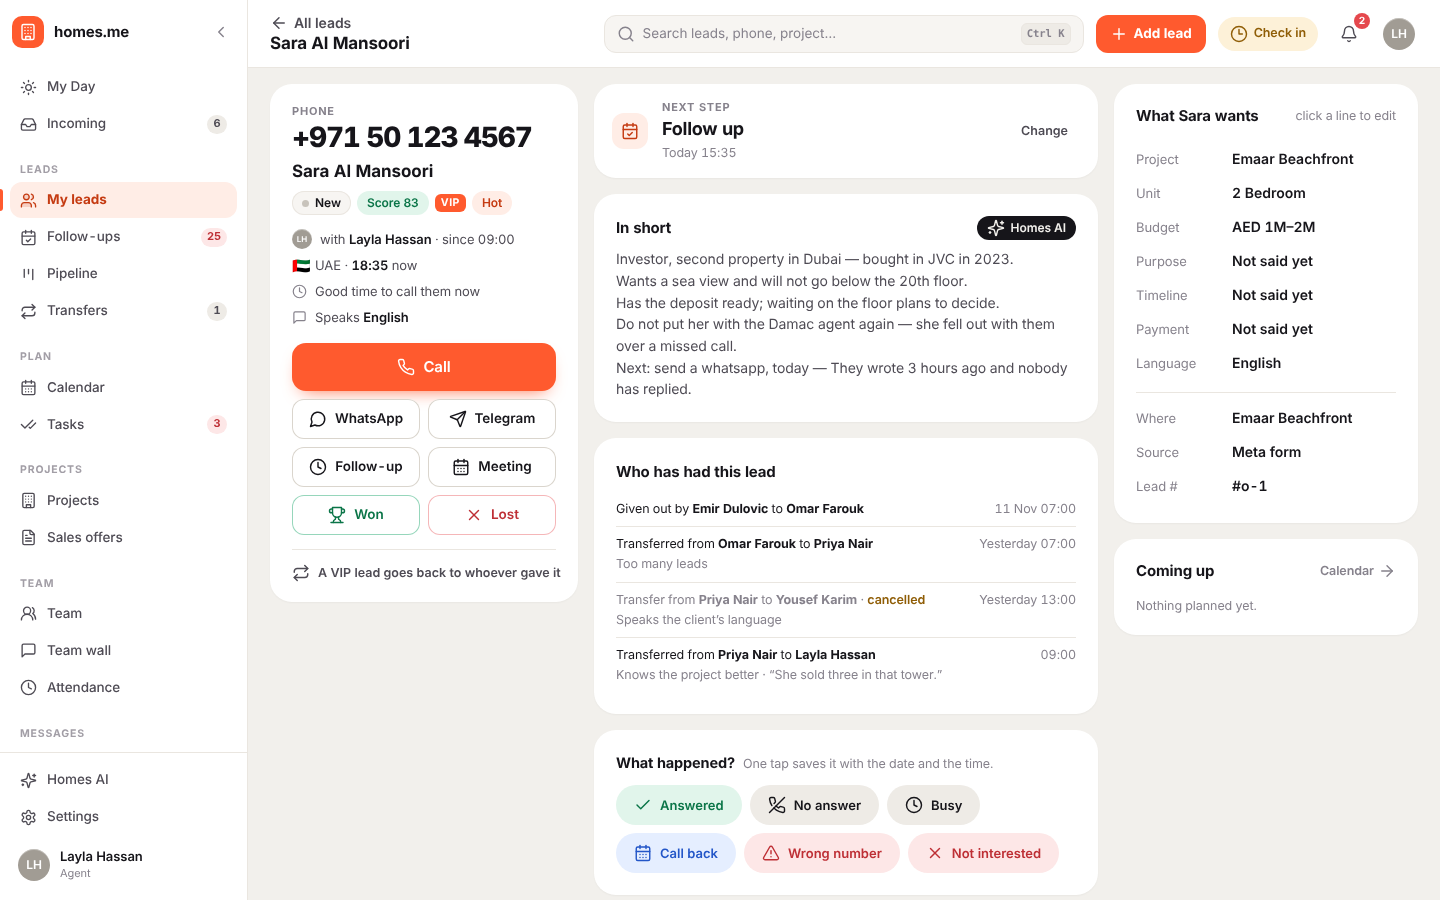 homes.me
My Day
Incoming 6
LEADS
My leads
Follow-ups 25
Pipeline
Transfers 1
PLAN
Calendar
Tasks 3
PROJECTS
Projects
Sales offers
TEAM
Team
Team wall
Attendance
MESSAGES
Homes AI
Settings
LH
Layla Hassan
Agent
All leads
Sara Al Mansoori
Search leads, phone, project... Ctrl K
Add lead
Check in
2
LH
PHONE
+971 50 123 4567
Sara Al Mansoori
New Score 83 VIP Hot
LH with Layla Hassan · since 09:00
UAE · 18:35 now
Good time to call them now
Speaks English
Call
WhatsApp Telegram
Follow-up Meeting
Won Lost
A VIP lead goes back to whoever gave it
NEXT STEP
Follow up
Today 15:35
Change
In short
Homes AI
Investor, second property in Dubai — bought in JVC in 2023.
Wants a sea view and will not go below the 20th floor.
Has the deposit ready; waiting on the floor plans to decide.
Do not put her with the Damac agent again — she fell out with them
over a missed call.
Next: send a whatsapp, today — They wrote 3 hours ago and nobody
has replied.
Who has had this lead
Given out by Emir Dulovic to Omar Farouk 11 Nov 07:00
Transferred from Omar Farouk to Priya Nair Yesterday 07:00
Too many leads
Transfer from Priya Nair to Yousef Karim · cancelled Yesterday 13:00
Speaks the client's language
Transferred from Priya Nair to Layla Hassan 09:00
Knows the project better · “She sold three in that tower.”
What happened? One tap saves it with the date and the time.
Answered No answer Busy
Call back Wrong number Not interested
What Sara wants click a line to edit
Project Emaar Beachfront
Unit 2 Bedroom
Budget AED 1M–2M
Purpose Not said yet
Timeline Not said yet
Payment Not said yet
Language English
Where Emaar Beachfront
Source Meta form
Lead # #o-1
Coming up Calendar
Nothing planned yet.